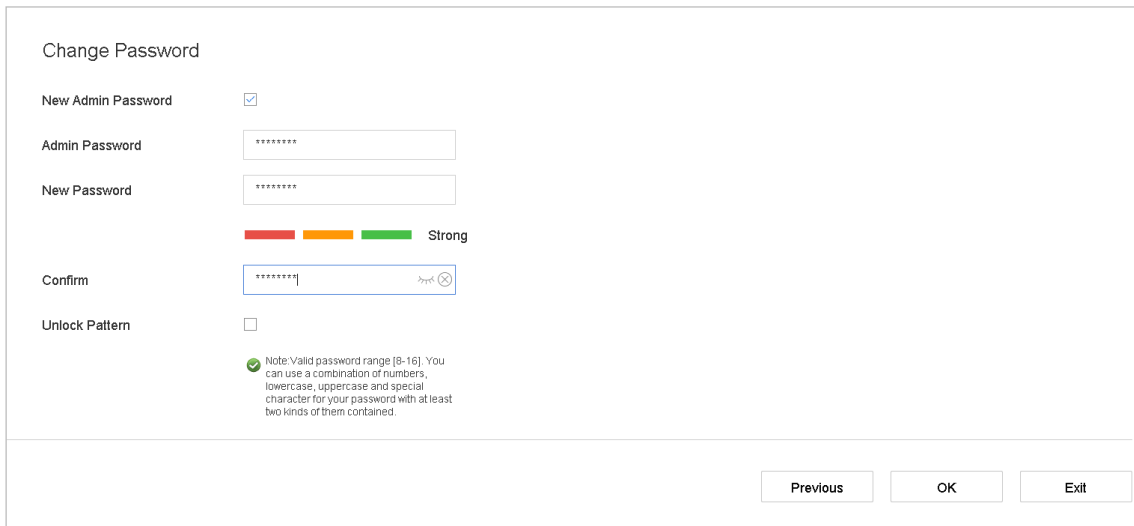 Change Password
New Admin Password
Admin Password ********
New Password ********
Strong
Confirm ********
Unlock Pattern
Note:Valid password range [8-16]. You
can use a combination of numbers,
lowercase, uppercase and special
character for your password with at least
two kinds of them contained.
Previous OK Exit